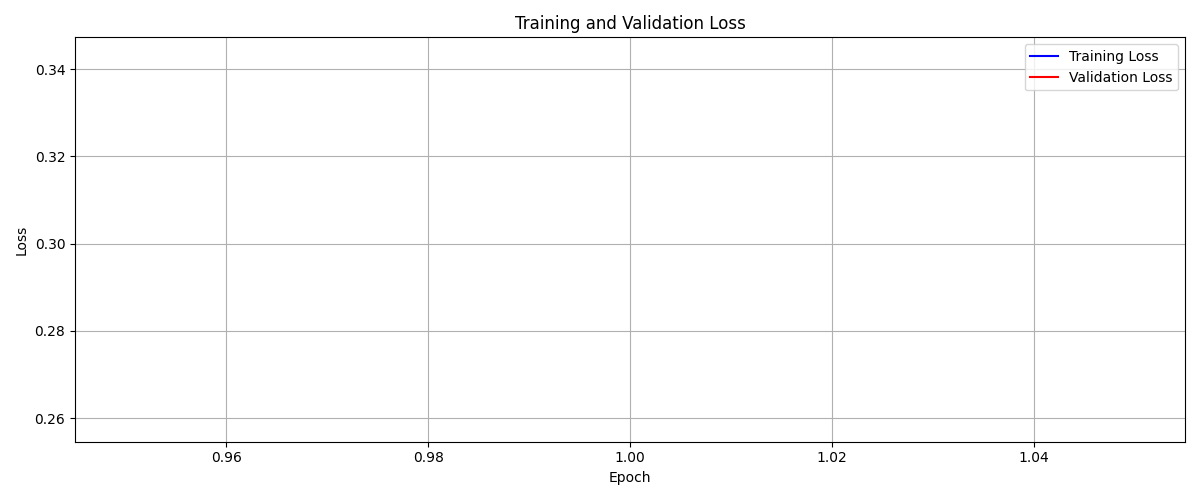 Training and Validation Loss
Training Loss
Validation Loss
Loss
0.34
0.32
0.30
0.28
0.26
0.96
0.98
1.00
1.02
1.04
Epoch